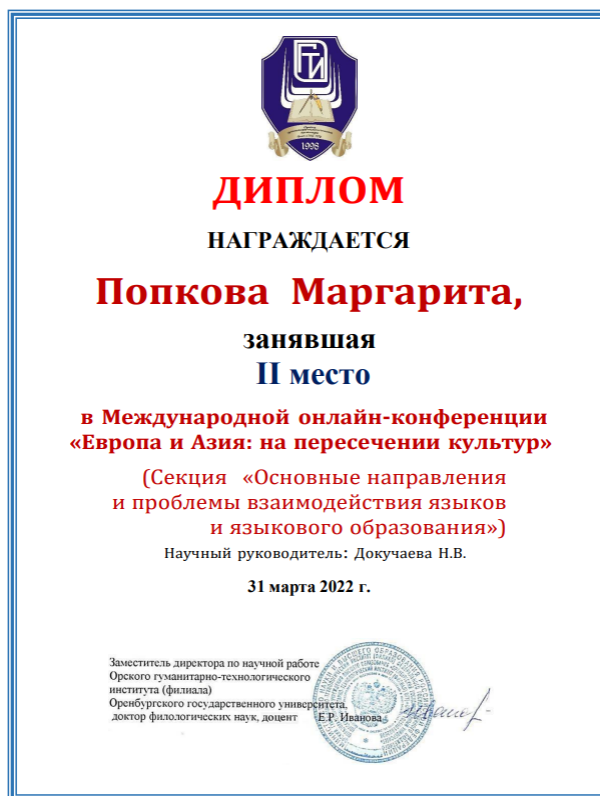 ГТИ
1998
ДИПЛОМ
НАГРАЖДАЕТСЯ
Попкова Маргарита,
занявшая
II место
в Международной онлайн-конференции
«Европа и Азия: на пересечении культур»
(Секция «Основные направления
и проблемы взаимодействия языков
и языкового образования»)
Научный руководитель: Докучаева Н.В.
31 марта 2022 г.
Заместитель директора по научной работе
Орского гуманитарно-технологического
института (филиала)
Оренбургского государственного университета,
доктор филологических наук, доцент Е.Р. Иванова